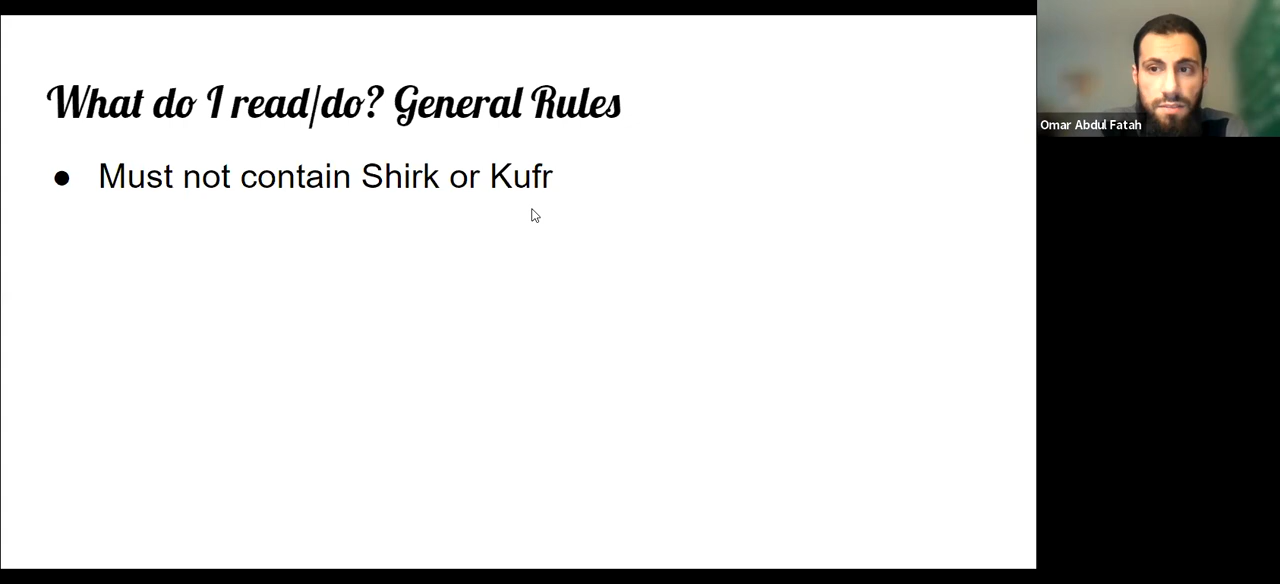 What do I read/do? General Rules
● Must not contain Shirk or Kufr
Omar Abdul Fatah